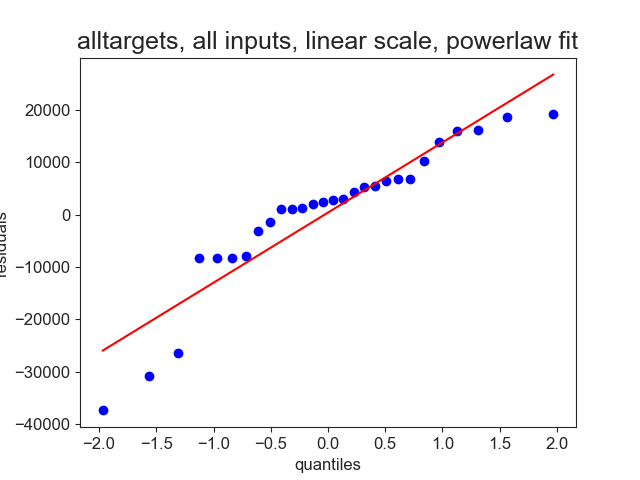 alltargets, all inputs, linear scale, powerlaw fit
20000
10000
0
−10000
−20000
−30000
−40000
residuals
−2.0 −1.5 −1.0 −0.5 0.0 0.5 1.0 1.5 2.0
quantiles